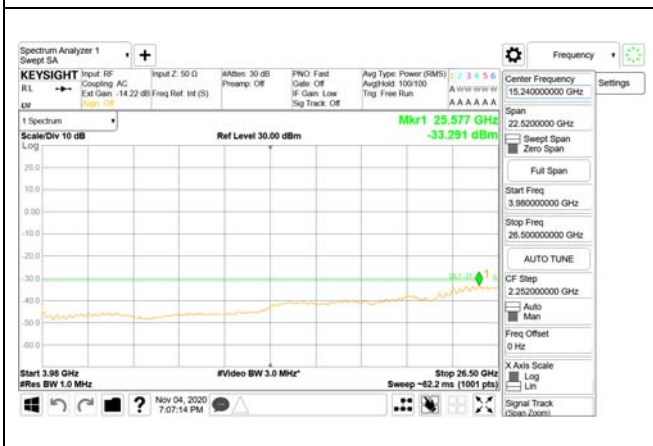 Spectrum Analyzer 1
Swept SA
Frequency
KEYSIGHT
RL
Input: RF
Coupling: AC
Ext Gain: -14.22 dB
Align: Off
Input Z: 50 Ω
Freq Ref: Int (S)
#Atten: 30 dB
Preamp: Off
PNO: Fast
Gate: Off
IF Gain: Low
Sig Track: Off
Avg Type: Power (RMS)
Avg|Hold: 100/100
Trig: Free Run
1 2 3 4 5 6
A W W W W W
A A A A A A
1 Spectrum
Scale/Div 10 dB
Log
Ref Level 30.00 dBm
Mkr1 25.577 GHz
-33.291 dBm
20.0
10.0
0.00
-10.0
-20.0
-30.0
-40.0
-50.0
-60.0
1
Start 3.98 GHz
#Res BW 1.0 MHz
#Video BW 3.0 MHz*
Stop 26.50 GHz
Sweep ~62.2 ms (1001 pts)
Nov 04, 2020
7:07:14 PM
Center Frequency
15.240000000 GHz
Settings
Span
22.5200000 GHz
Swept Span
Zero Span
Full Span
Start Freq
3.980000000 GHz
Stop Freq
26.500000000 GHz
AUTO TUNE
CF Step
2.252000000 GHz
Auto
Man
Freq Offset
0 Hz
X Axis Scale
Log
Lin
Signal Track
(Span Zoom)